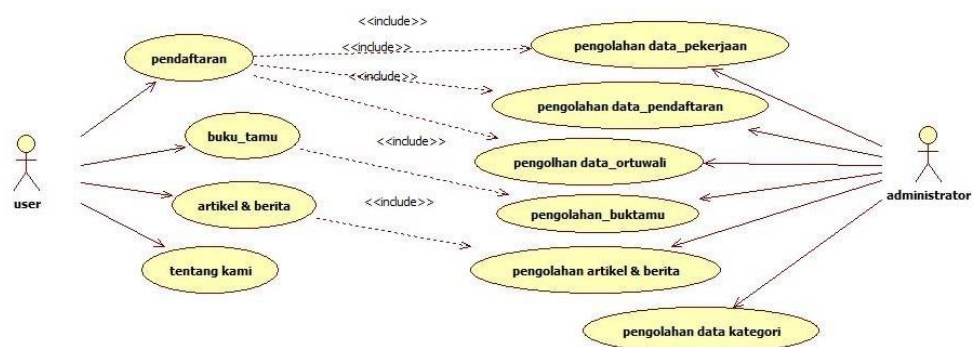 <<include>>
<<include>>
<<include>>
<<include>>
<<include>>
pendaftaran
pengolahan data_pekerjaan
pengolahan data_pendaftaran
buku_tamu
pengolhan data_ortuwali
user
administrator
artikel & berita
pengolahan_buktamu
tentang kami
pengolahan artikel & berita
pengolahan data kategori